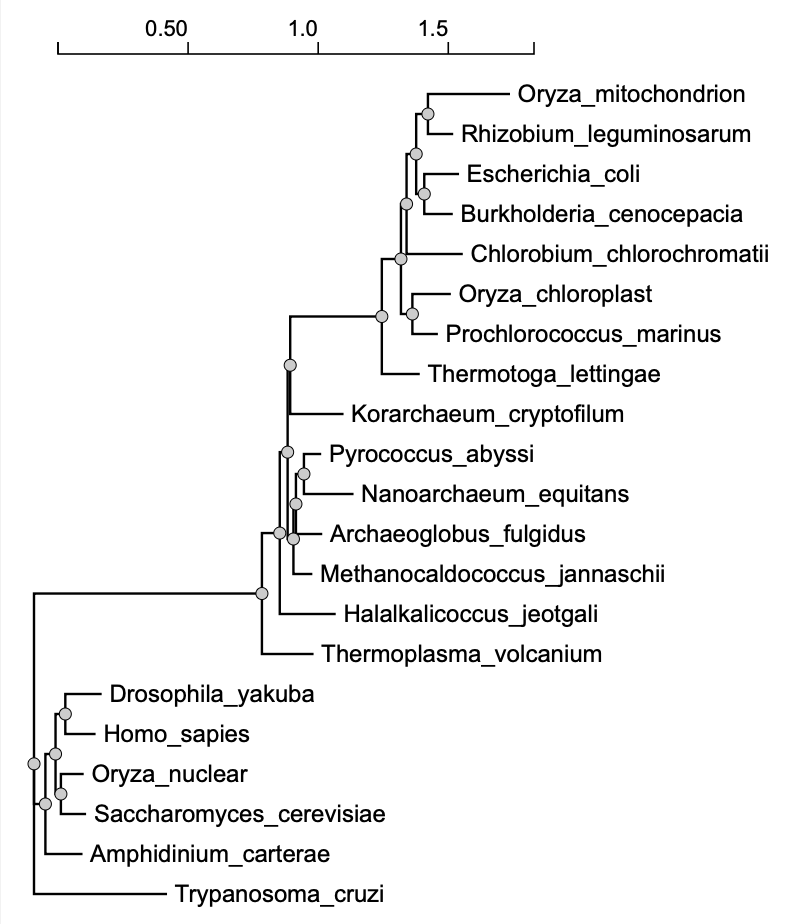 0.50 1.0 1.5
Oryza_mitochondrion
Rhizobium_leguminosarum
Escherichia_coli
Burkholderia_cenocepacia
Chlorobium_chlorochromatii
Oryza_chloroplast
Prochlorococcus_marinus
Thermotoga_lettingae
Korarchaeum_cryptofilum
Pyrococcus_abyssi
Nanoarchaeum_equitans
Archaeoglobus_fulgidus
Methanocaldococcus_jannaschii
Halalkalicoccus_jeotgali
Thermoplasma_volcanium
Drosophila_yakuba
Homo_sapies
Oryza_nuclear
Saccharomyces_cerevisiae
Amphidinium_carterae
Trypanosoma_cruzi